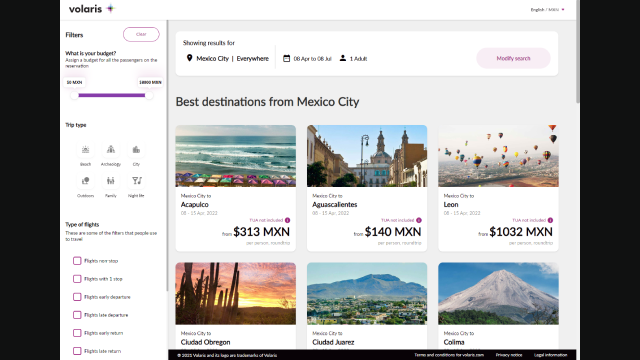 volaris
English / MXN
Filters
Clear
What is your budget?
Assign a budget for all the passengers on the reservation
$0 MXN
$8000 MXN
Trip type
Beach
Archeology
City
Outdoors
Family
Night life
Type of flights
These are some of the filters that people use to travel
Flights non stop
Flights with 1 stop
Flights early departure
Flights late departure
Flights early return
Flights late return
Showing results for
Mexico City | Everywhere
08 Apr to 08 Jul
1 Adult
Modify search
Best destinations from Mexico City
Mexico City to
Acapulco
08 - 15 Apr, 2022
TUA not included
from $313 MXN
per person, roundtrip
Mexico City to
Aguascalientes
08 - 15 Apr, 2022
TUA not included
from $140 MXN
per person, roundtrip
Mexico City to
Leon
08 - 15 Apr, 2022
TUA not included
from $1032 MXN
per person, roundtrip
Mexico City to
Ciudad Obregon
Mexico City to
Ciudad Juarez
Mexico City to
Colima
© 2021 Volaris and its logo are trademarks of Volaris
Terms and conditions for volaris.com
Privacy notice
Legal information